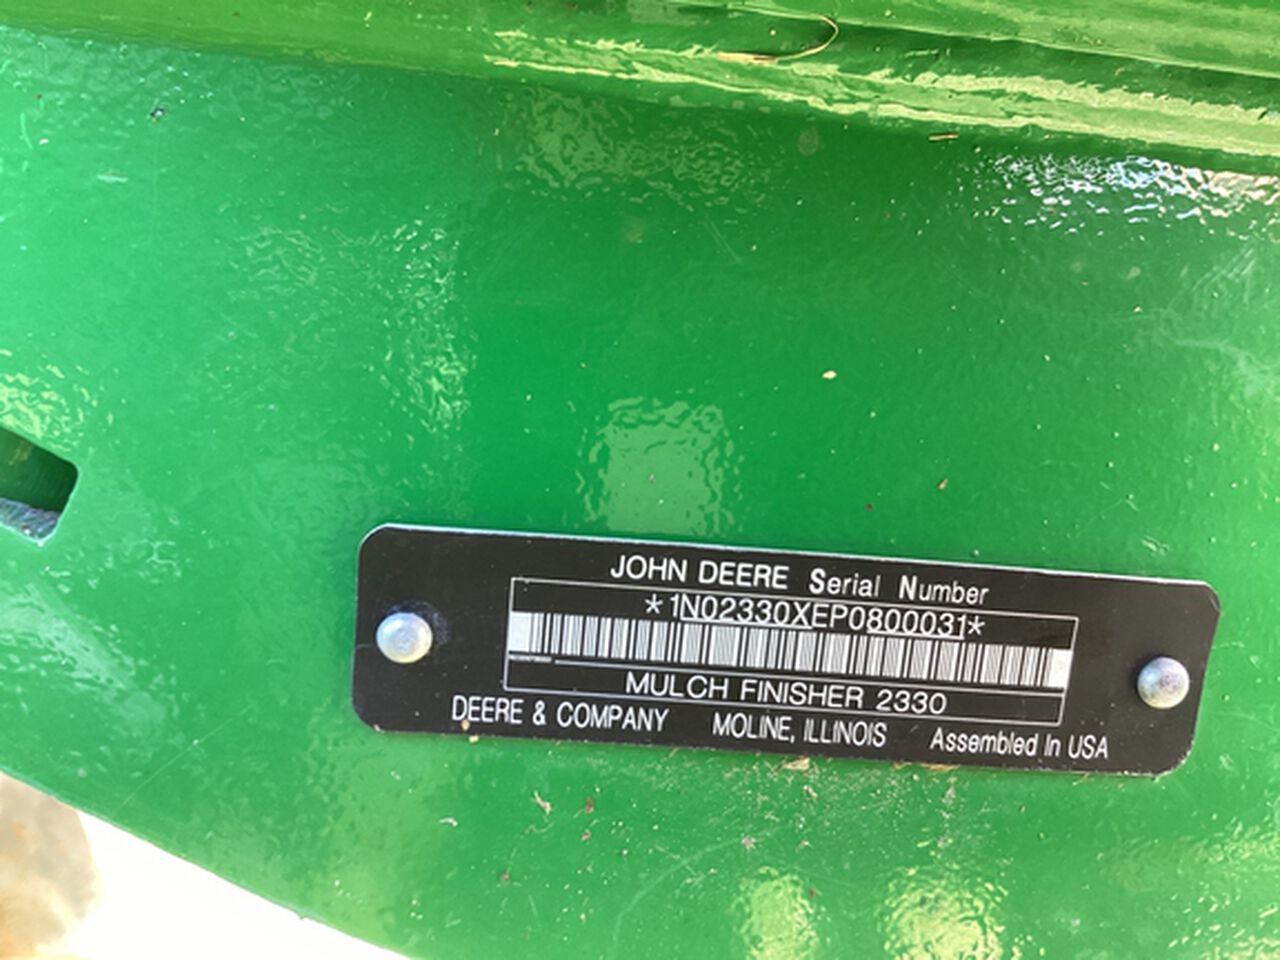 JOHN DEERE Serial Number
*1N02330XEP0800031*
MULCH FINISHER 2330
DEERE & COMPANY MOLINE, ILLINOIS Assembled In USA